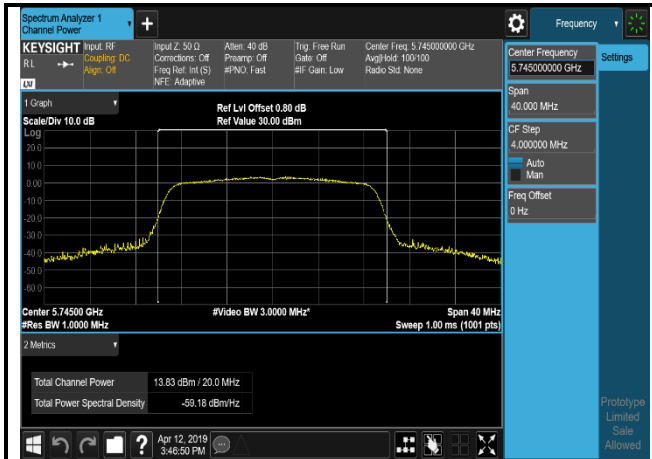 Spectrum Analyzer 1
Channel Power
+
Frequency
KEYSIGHT
RL
LXI
Input: RF
Coupling: DC
Align: Off
Input Z: 50 Ω
Corrections: Off
Freq Ref: Int (S)
NFE: Adaptive
Atten: 40 dB
Preamp: Off
#PNO: Fast
Trig: Free Run
Gate: Off
#IF Gain: Low
Center Freq: 5.745000000 GHz
Avg|Hold: 100/100
Radio Std: None
Center Frequency
5.745000000 GHz
Settings
Span
40.000 MHz
CF Step
4.000000 MHz
Auto
Man
Freq Offset
0 Hz
1 Graph
Scale/Div 10.0 dB
Ref Lvl Offset 0.80 dB
Ref Value 30.00 dBm
Log
20.0
10.0
0.00
-10.0
-20.0
-30.0
-40.0
-50.0
-60.0
Center 5.74500 GHz
#Res BW 1.0000 MHz
#Video BW 3.0000 MHz*
Span 40 MHz
Sweep 1.00 ms (1001 pts)
2 Metrics
Total Channel Power 13.83 dBm / 20.0 MHz
Total Power Spectral Density -59.18 dBm/Hz
Prototype
Limited
Sale
Allowed
?
Apr 12, 2019
3:46:50 PM